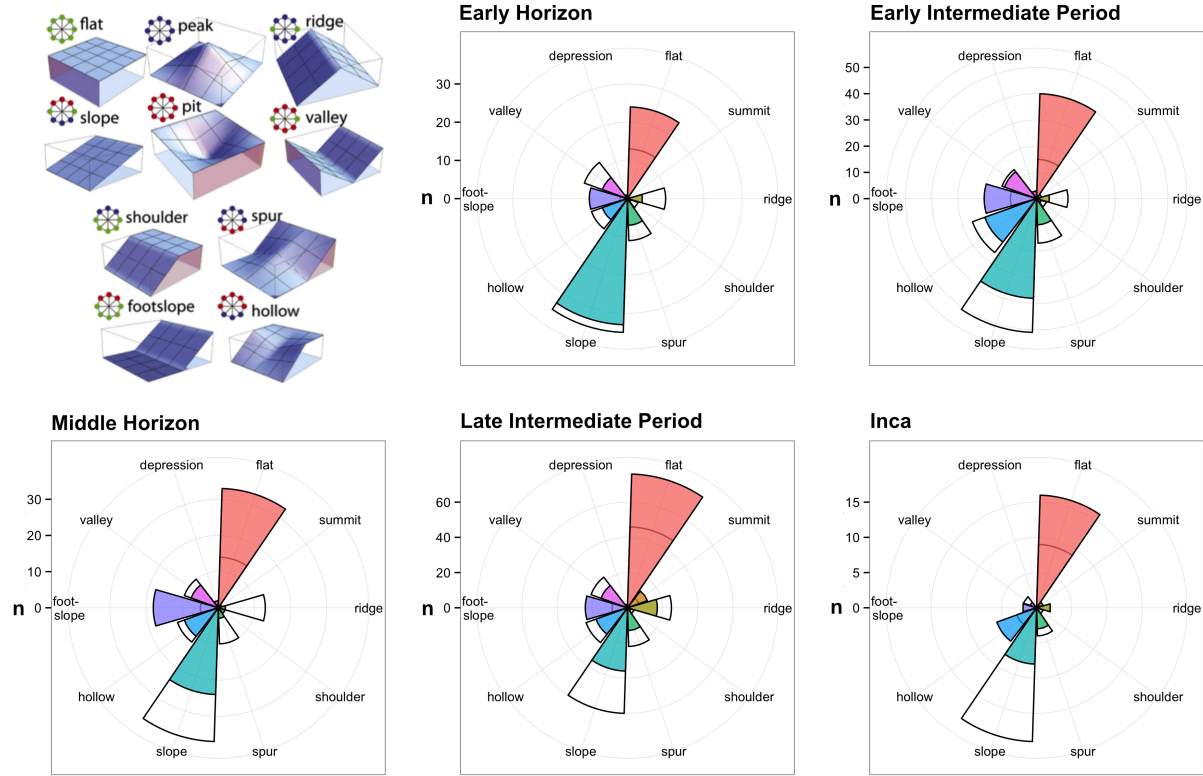 flat
peak
ridge
slope
pit
valley
shoulder
spur
footslope
hollow
Early Horizon
depression
flat
30
valley
summit
20
10
n
0
foot-
slope
ridge
hollow
shoulder
slope
spur
Early Intermediate Period
depression
flat
50
40
valley
summit
30
20
10
n
0
foot-
slope
ridge
hollow
shoulder
slope
spur
Middle Horizon
depression
flat
30
valley
summit
20
10
n
0
foot-
slope
ridge
hollow
shoulder
slope
spur
Late Intermediate Period
depression
flat
60
valley
summit
40
20
n
0
foot-
slope
ridge
hollow
shoulder
slope
spur
Inca
depression
flat
15
valley
summit
10
5
n
0
foot-
slope
ridge
hollow
shoulder
slope
spur